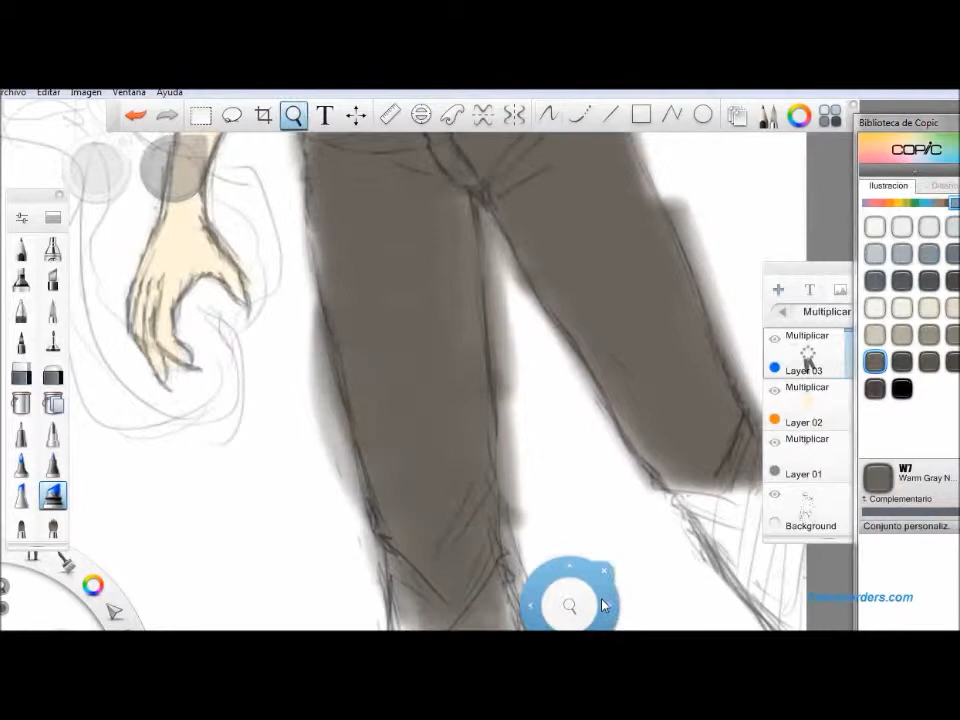 rchivo Editar Imagen Ventana Ayuda
T
Biblioteca de Copic
COPIC
Ilustracion
T
Multiplicar
Multiplicar
Layer 03
Multiplicar
Layer 02
Multiplicar
Layer 01
Background
W7
Warm Gray N...
1. Complementario
Conjunto personaliz.